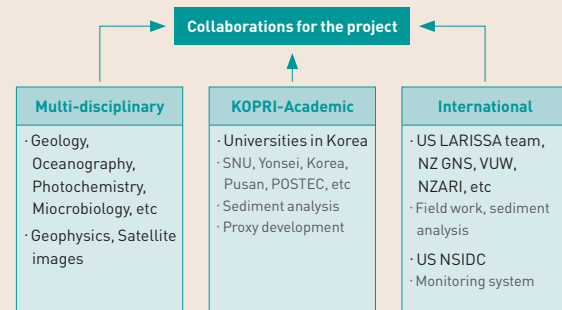 Collaborations for the project
Multi-disciplinary
· Geology,
Oceanography,
Photochemistry,
Miocrobiology, etc
· Geophysics, Satellite
images
KOPRI-Academic
· Universities in Korea
· SNU, Yonsei, Korea,
Pusan, POSTEC, etc
· Sediment analysis
· Proxy development
International
· US LARISSA team,
NZ GNS, VUW,
NZARI, etc
· Field work, sediment
analysis
· US NSIDC
· Monitoring system